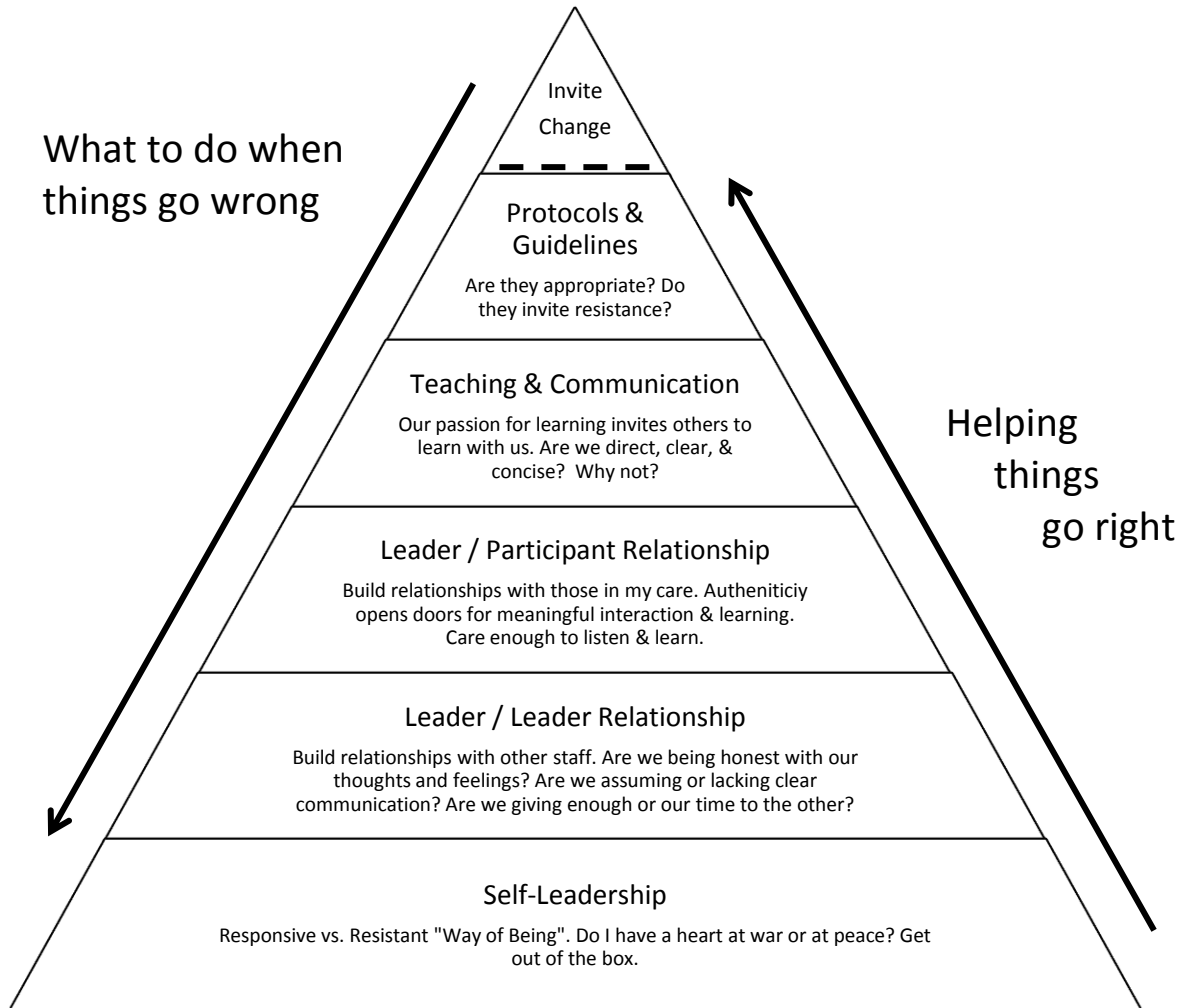 What to do when
things go wrong
Invite
Change
Protocols &
Guidelines
Are they appropriate? Do
they invite resistance?
Teaching & Communication
Our passion for learning invites others to
learn with us. Are we direct, clear, &
concise?  Why not?
Helping
things
go right
Leader / Participant Relationship
Build relationships with those in my care. Autheniticiy
opens doors for meaningful interaction & learning.
Care enough to listen & learn.
Leader / Leader Relationship
Build relationships with other staff. Are we being honest with our
thoughts and feelings? Are we assuming or lacking clear
communication? Are we giving enough or our time to the other?
Self-Leadership
Responsive vs. Resistant "Way of Being". Do I have a heart at war or at peace? Get
out of the box.